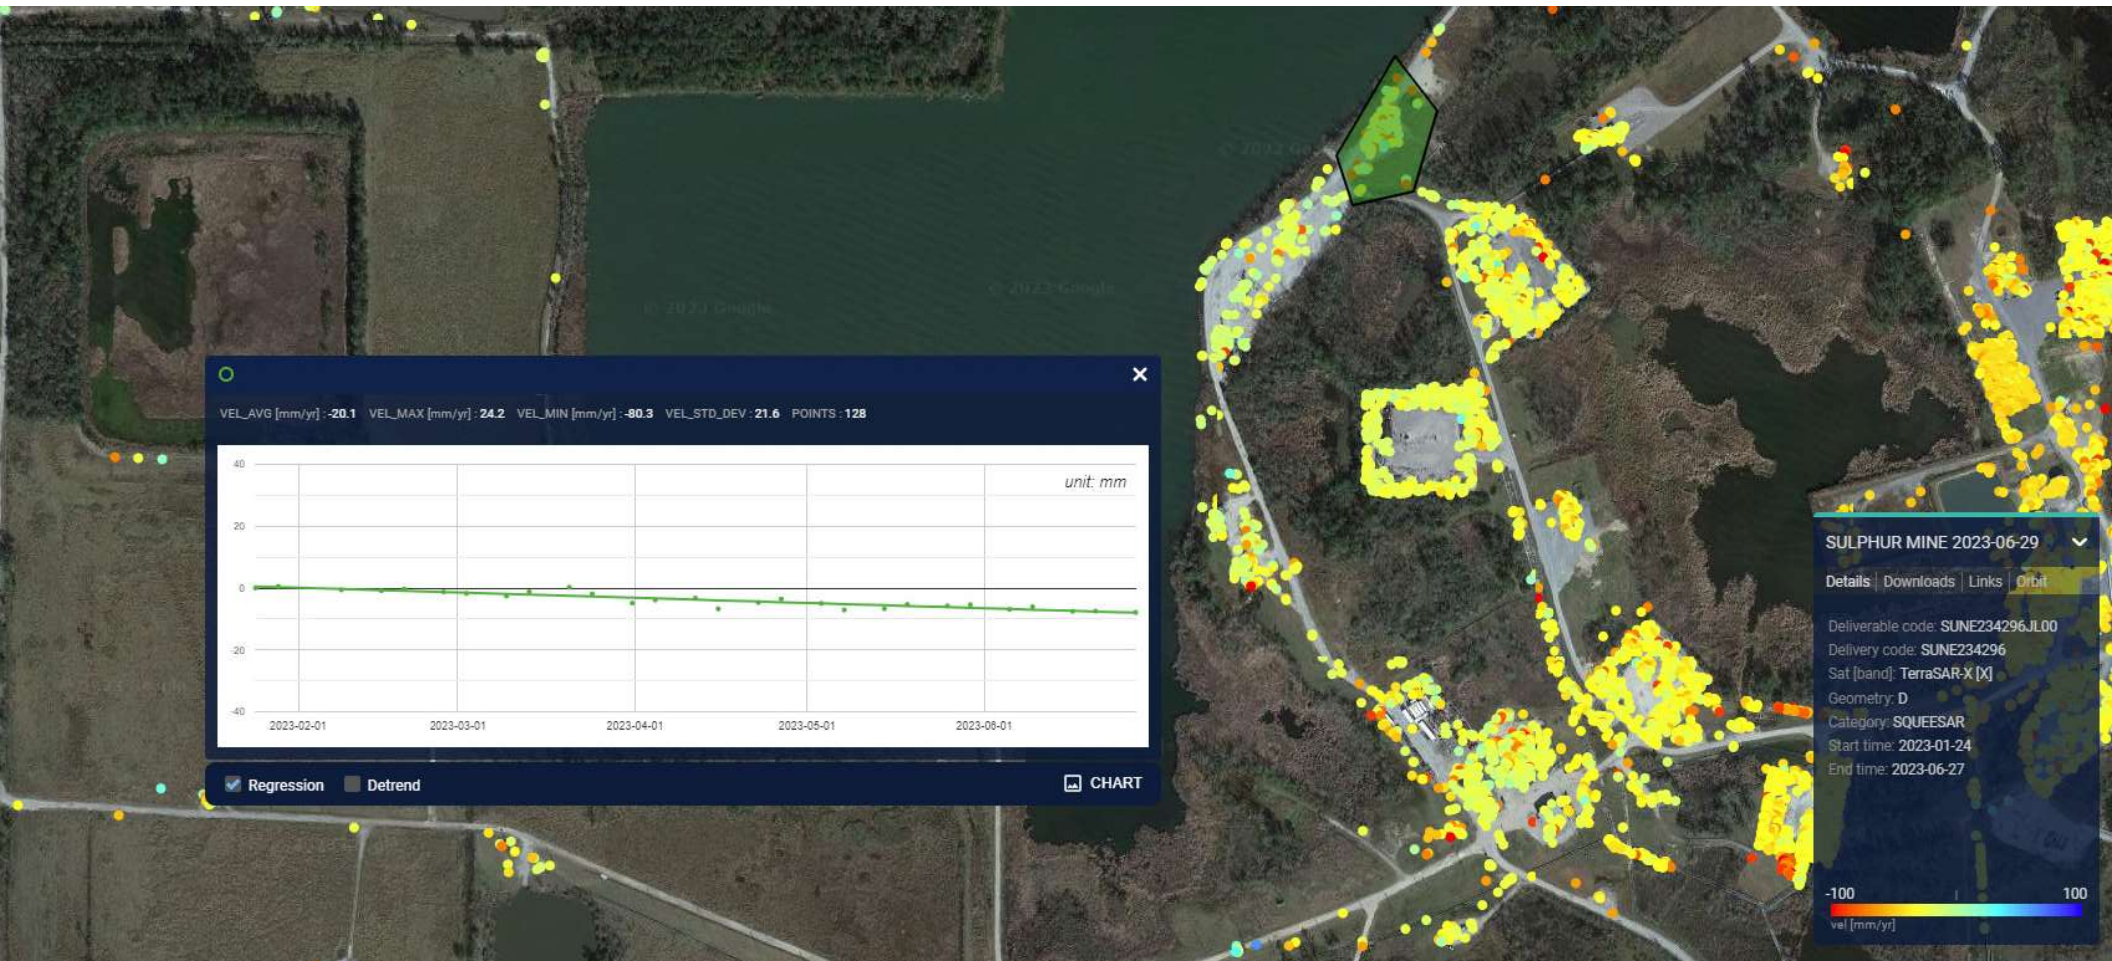 © 2022 Google
© 2022 Google
VEL_AVG [mm/yr] : -20.1 VEL_MAX [mm/yr] : 24.2 VEL_MIN [mm/yr] : -80.3 VEL_STD_DEV : 21.6 POINTS : 128
unit: mm
40
20
0
-20
-40
2023-02-01 2023-03-01 2023-04-01 2023-05-01 2023-06-01
Regression Detrend CHART
SULPHUR MINE 2023-06-29
Details | Downloads | Links | Orbit
Deliverable code: SUNE234296JL00
Delivery code: SUNE234296
Sat [band]: TerraSAR-X [X]
Geometry: D
Category: SQUEESAR
Start time: 2023-01-24
End time: 2023-06-27
-100 100
vel [mm/yr]